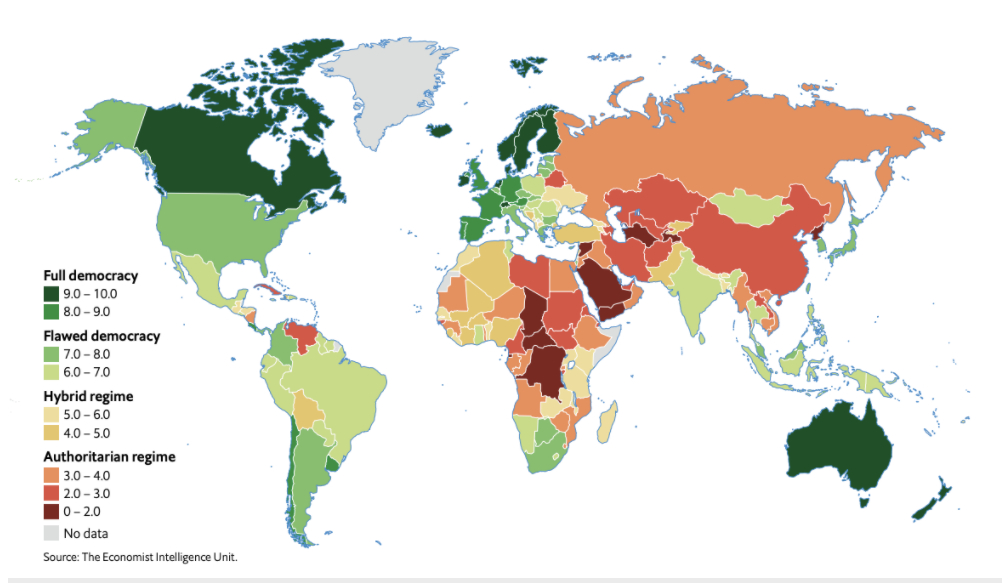 Full democracy
9.0 – 10.0
8.0 – 9.0
Flawed democracy
7.0 – 8.0
6.0 – 7.0
Hybrid regime
5.0 – 6.0
4.0 – 5.0
Authoritarian regime
3.0 – 4.0
2.0 – 3.0
0 – 2.0
No data
Source: The Economist Intelligence Unit.